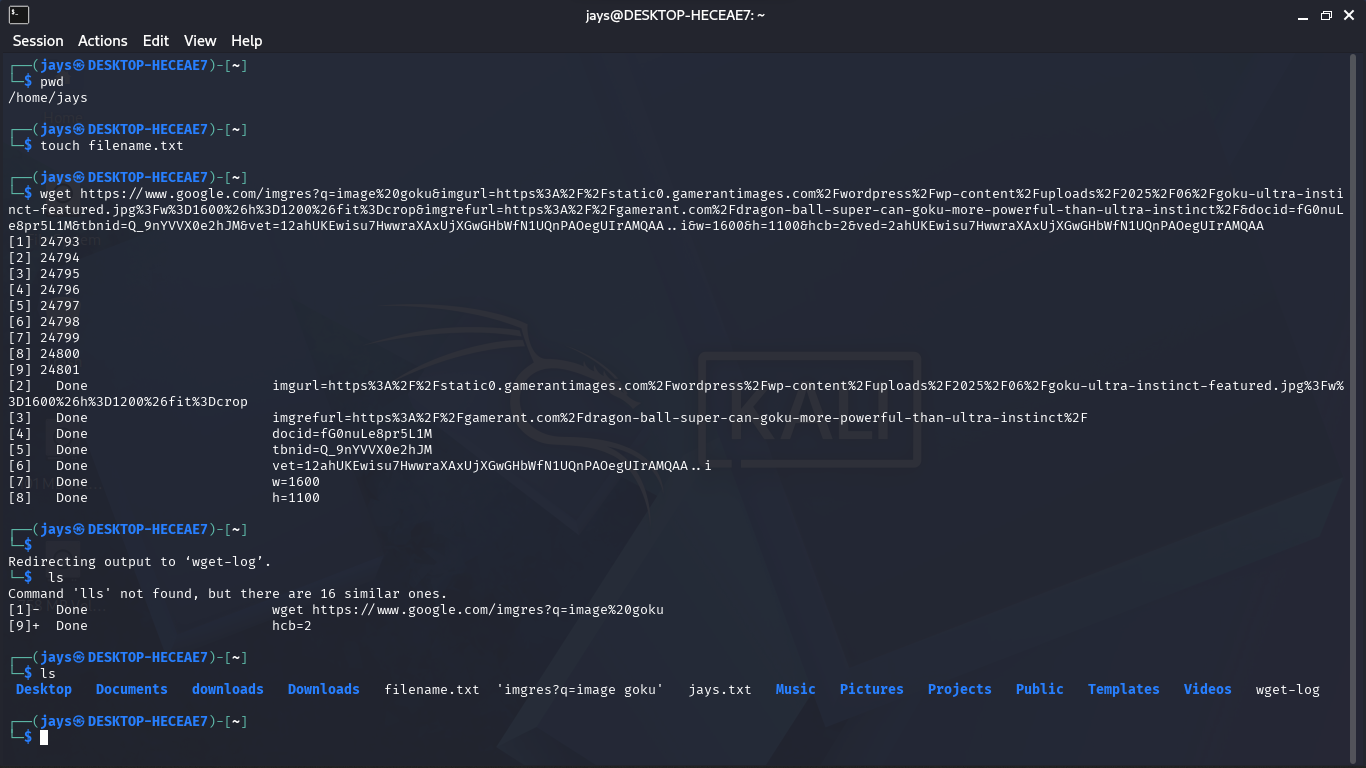 jays@DESKTOP-HECEAE7: ~
Session Actions Edit View Help
┌──(jays㉿DESKTOP-HECEAE7)-[~]
└─$ pwd
/home/jays
┌──(jays㉿DESKTOP-HECEAE7)-[~]
└─$ touch filename.txt
┌──(jays㉿DESKTOP-HECEAE7)-[~]
└─$ wget https://www.google.com/imgres?q=image%20goku&imgurl=https%3A%2F%2Fstatic0.gamerantimages.com%2Fwordpress%2Fwp-content%2Fuploads%2F2025%2F06%2Fgoku-ultra-insti
nct-featured.jpg%3Fw%3D1600%26h%3D1200%26fit%3Dcrop&imgrefurl=https%3A%2F%2Fgamerant.com%2Fdragon-ball-super-can-goku-more-powerful-than-ultra-instinct%2F&docid=fG0nuL
e8pr5L1M&tbnid=Q_9nYVVX0e2hJM&vet=12ahUKEwisu7HwwraXAxUjXGwGHbWfN1UQnPAOegUIrAMQAA..i&w=1600&h=1100&hcb=2&ved=2ahUKEwisu7HwwraXAxUjXGwGHbWfN1UQnPAOegUIrAMQAA
[1] 24793
[2] 24794
[3] 24795
[4] 24796
[5] 24797
[6] 24798
[7] 24799
[8] 24800
[9] 24801
[2]   Done                       imgurl=https%3A%2F%2Fstatic0.gamerantimages.com%2Fwordpress%2Fwp-content%2Fuploads%2F2025%2F06%2Fgoku-ultra-instinct-featured.jpg%3Fw%
3D1600%26h%3D1200%26fit%3Dcrop
[3]   Done                       imgrefurl=https%3A%2F%2Fgamerant.com%2Fdragon-ball-super-can-goku-more-powerful-than-ultra-instinct%2F
[4]   Done                       docid=fG0nuLe8pr5L1M
[5]   Done                       tbnid=Q_9nYVVX0e2hJM
[6]   Done                       vet=12ahUKEwisu7HwwraXAxUjXGwGHbWfN1UQnPAOegUIrAMQAA..i
[7]   Done                       w=1600
[8]   Done                       h=1100
┌──(jays㉿DESKTOP-HECEAE7)-[~]
└─$
Redirecting output to ‘wget-log’.
└─$  ls
Command 'lls' not found, but there are 16 similar ones.
[1]-  Done                       wget https://www.google.com/imgres?q=image%20goku
[9]+  Done                       hcb=2
┌──(jays㉿DESKTOP-HECEAE7)-[~]
└─$ ls
Desktop   Documents   downloads   Downloads   filename.txt  'imgres?q=image goku'   jays.txt   Music   Pictures   Projects   Public   Templates   Videos   wget-log
┌──(jays㉿DESKTOP-HECEAE7)-[~]
└─$
KALI